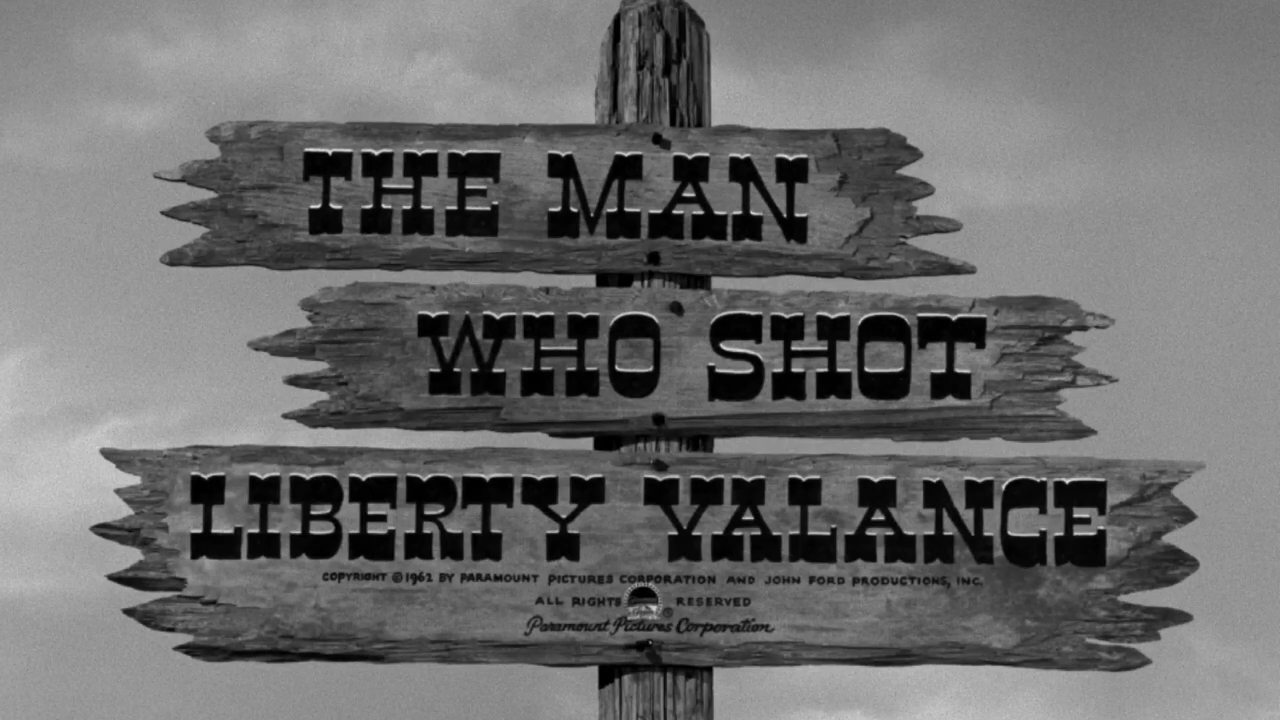 THE MAN
WHO SHOT
LIBERTY VALANCE
COPYRIGHT ©1962 BY PARAMOUNT PICTURES CORPORATION AND JOHN FORD PRODUCTIONS, INC.
ALL RIGHTS RESERVED
Paramount Pictures Corporation